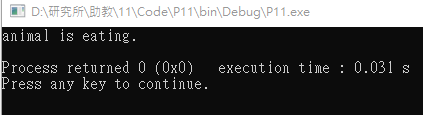 D:\研究所\助教\11\Code\P11\bin\Debug\P11.exe
animal is eating.
Process returned 0 (0x0)   execution time : 0.031 s
Press any key to continue.